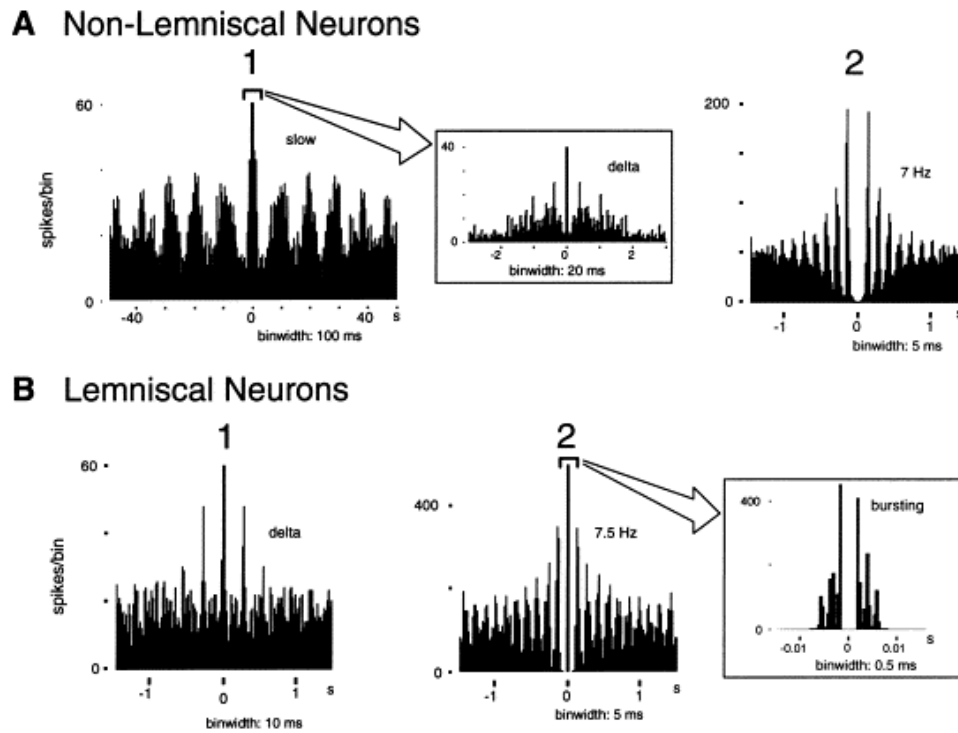 A Non-Lemniscal Neurons
1
2
60
slow
spikes/bin
0
-40 0 40 s
binwidth: 100 ms
40
delta
0
-2 0 2
binwidth: 20 ms
200
7 Hz
0
-1 0 1 s
binwidth: 5 ms
B Lemniscal Neurons
1
2
60
delta
spikes/bin
0
-1 0 1 s
binwidth: 10 ms
400
7.5 Hz
0
-1 0 1 s
binwidth: 5 ms
400
bursting
0
-0.01 0 0.01 s
binwidth: 0.5 ms